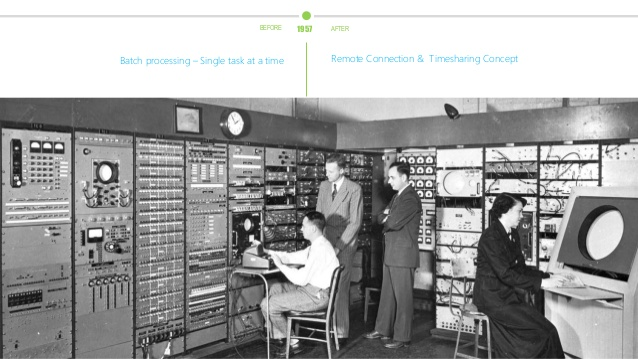 BEFORE
1957
AFTER
Batch processing – Single task at a time
Remote Connection & Timesharing Concept